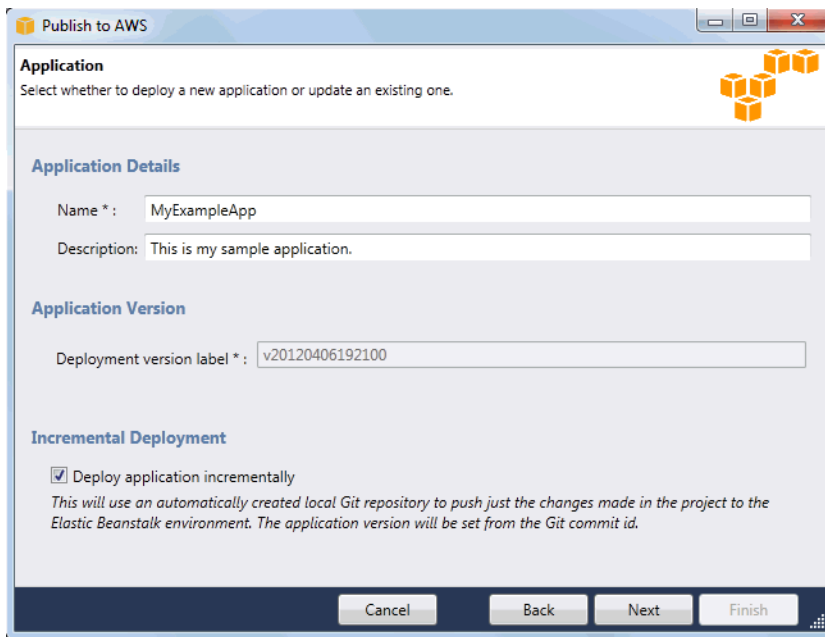 Publish to AWS
Application
Select whether to deploy a new application or update an existing one.
Application Details
Name * : MyExampleApp
Description: This is my sample application.
Application Version
Deployment version label * : v20120406192100
Incremental Deployment
Deploy application incrementally
This will use an automatically created local Git repository to push just the changes made in the project to the
Elastic Beanstalk environment. The application version will be set from the Git commit id.
Cancel Back Next Finish